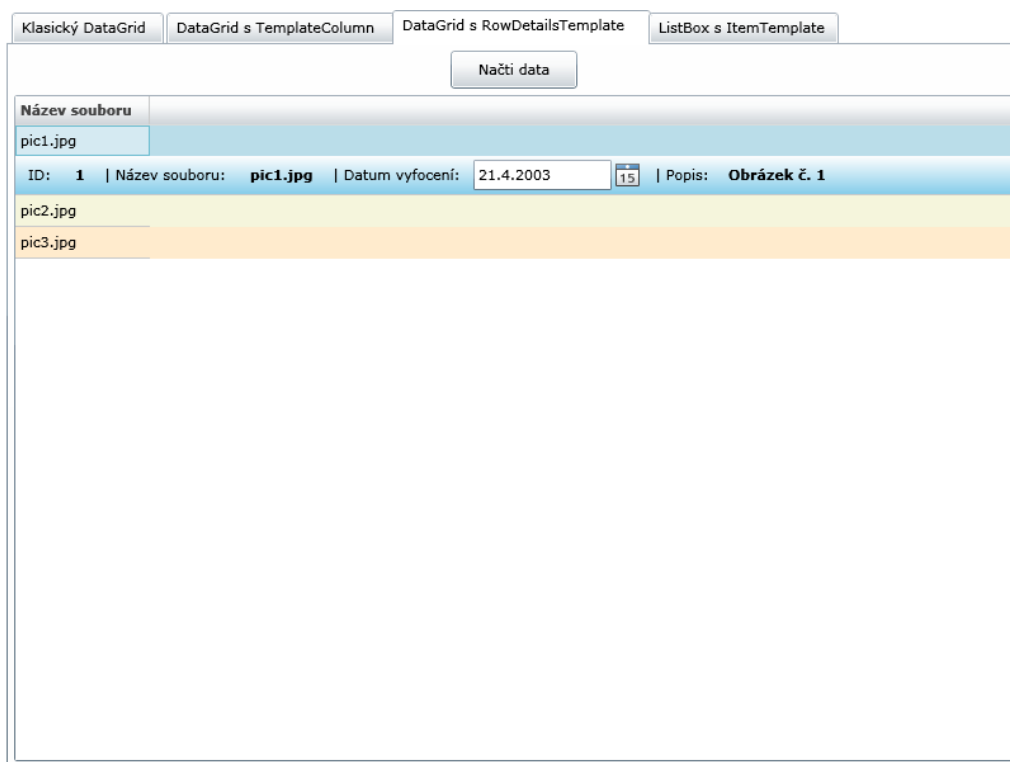 Klasický DataGrid DataGrid s TemplateColumn DataGrid s RowDetailsTemplate ListBox s ItemTemplate
Načti data
Název souboru
pic1.jpg
ID: 1 | Název souboru: pic1.jpg | Datum vyfocení: 21.4.2003 15 | Popis: Obrázek č. 1
pic2.jpg
pic3.jpg